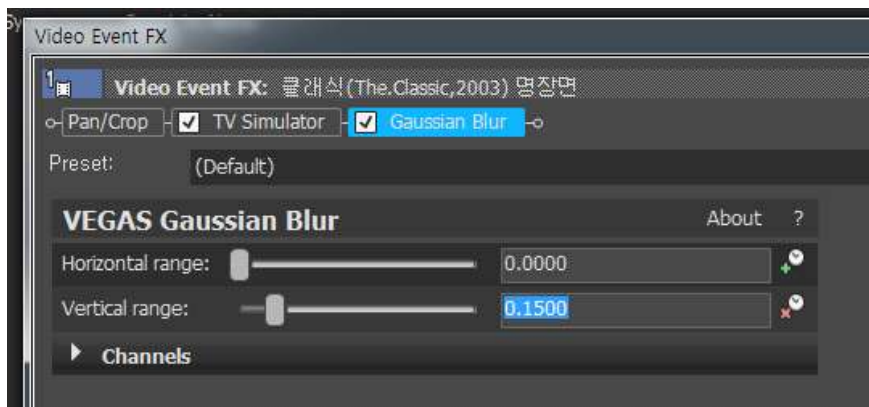 Video Event FX
1 Video Event FX: 클래식(The.Classic,2003) 명장면
Pan/Crop TV Simulator Gaussian Blur
Preset: (Default)
VEGAS Gaussian Blur About ?
Horizontal range: 0.0000
Vertical range: 0.1500
Channels